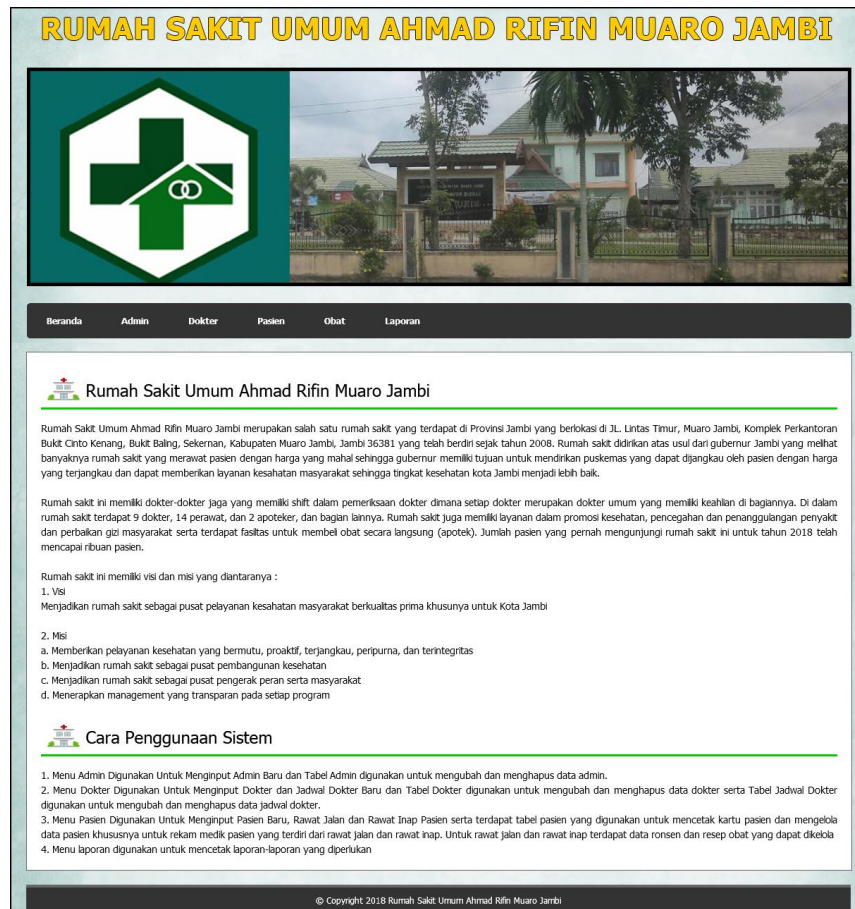 RUMAH SAKIT UMUM AHMAD RIFIN MUARO JAMBI
Beranda Admin Dokter Pasien Obat Laporan
Rumah Sakit Umum Ahmad Rifin Muaro Jambi
Rumah Sakit Umum Ahmad Rifin Muaro Jambi merupakan salah satu rumah sakit yang terdapat di Provinsi Jambi yang berlokasi di JL. Lintas Timur, Muaro Jambi, Komplek Perkantoran
Bukit Cinto Kenang, Bukit Baling, Sekernan, Kabupaten Muaro Jambi, Jambi 36381 yang telah berdiri sejak tahun 2008. Rumah sakit didirikan atas usul dari gubernur Jambi yang melihat
banyaknya rumah sakit yang merawat pasien dengan harga yang mahal sehingga gubernur memiliki tujuan untuk mendirikan puskemas yang dapat dijangkau oleh pasien dengan harga
yang terjangkau dan dapat memberikan layanan kesahatan masyarakat sehingga tingkat kesehatan kota Jambi menjadi lebih baik.
Rumah sakit ini memiliki dokter-dokter jaga yang memiliki shift dalam pemeriksaan dokter dimana setiap dokter merupakan dokter umum yang memiliki keahlian di bagiannya. Di dalam
rumah sakit terdapat 9 dokter, 14 perawat, dan 2 apoteker, dan bagian lainnya. Rumah sakit juga memiliki layanan dalam promosi kesehatan, pencegahan dan penanggulangan penyakit
dan perbaikan gizi masyarakat serta terdapat fasiltas untuk membeli obat secara langsung (apotek). Jumlah pasien yang pernah mengunjungi rumah sakit ini untuk tahun 2018 telah
mencapai ribuan pasien.
Rumah sakit ini memiliki visi dan misi yang diantaranya :
1. Visi
Menjadikan rumah sakit sebagai pusat pelayanan kesahatan masyarakat berkualitas prima khusunya untuk Kota Jambi
2. Misi
a. Memberikan pelayanan kesehatan yang bermutu, proaktif, terjangkau, peripurna, dan terintegritas
b. Menjadikan rumah sakit sebagai pusat pembangunan kesehatan
c. Menjadikan rumah sakit sebagai pusat pengerak peran serta masyarakat
d. Menerapkan management yang transparan pada setiap program
Cara Penggunaan Sistem
1. Menu Admin Digunakan Untuk Menginput Admin Baru dan Tabel Admin digunakan untuk mengubah dan menghapus data admin.
2. Menu Dokter Digunakan Untuk Menginput Dokter dan Jadwal Dokter Baru dan Tabel Dokter digunakan untuk mengubah dan menghapus data dokter serta Tabel Jadwal Dokter
digunakan untuk mengubah dan menghapus data jadwal dokter.
3. Menu Pasien Digunakan Untuk Menginput Pasien Baru, Rawat Jalan dan Rawat Inap Pasien serta terdapat tabel pasien yang digunakan untuk mencetak kartu pasien dan mengelola
data pasien khususnya untuk rekam medik pasien yang terdiri dari rawat jalan dan rawat inap. Untuk rawat jalan dan rawat inap terdapat data ronsen dan resep obat yang dapat dikelola
4. Menu laporan digunakan untuk mencetak laporan-laporan yang diperlukan
© Copyright 2018 Rumah Sakit Umum Ahmad Rifin Muaro Jambi